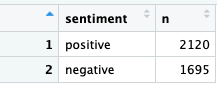 sentiment n
1 positive 2120
2 negative 1695